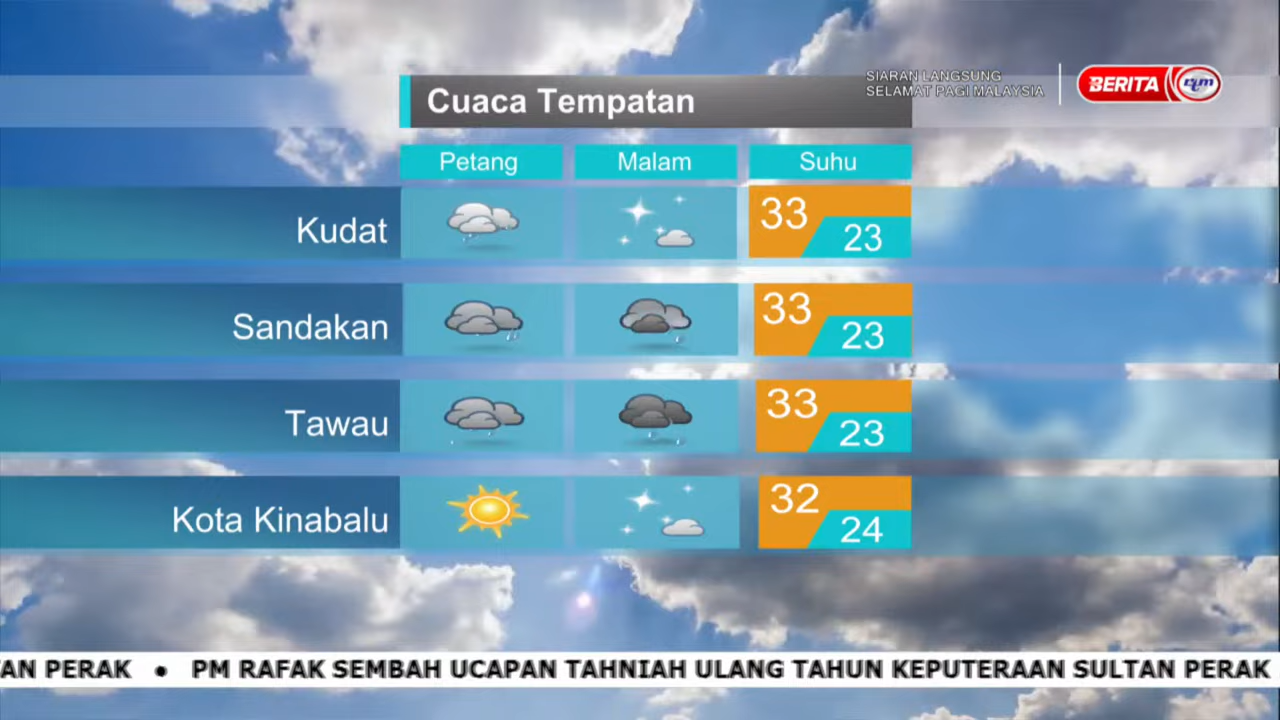 SIARAN LANGSUNG
SELAMAT PAGI MALAYSIA
BERITA rtm
Cuaca Tempatan
Petang Malam Suhu
Kudat 33 23
Sandakan 33 23
Tawau 33 23
Kota Kinabalu 32 24
TAN PERAK • PM RAFAK SEMBAH UCAPAN TAHNIAH ULANG TAHUN KEPUTERAAN SULTAN PERAK